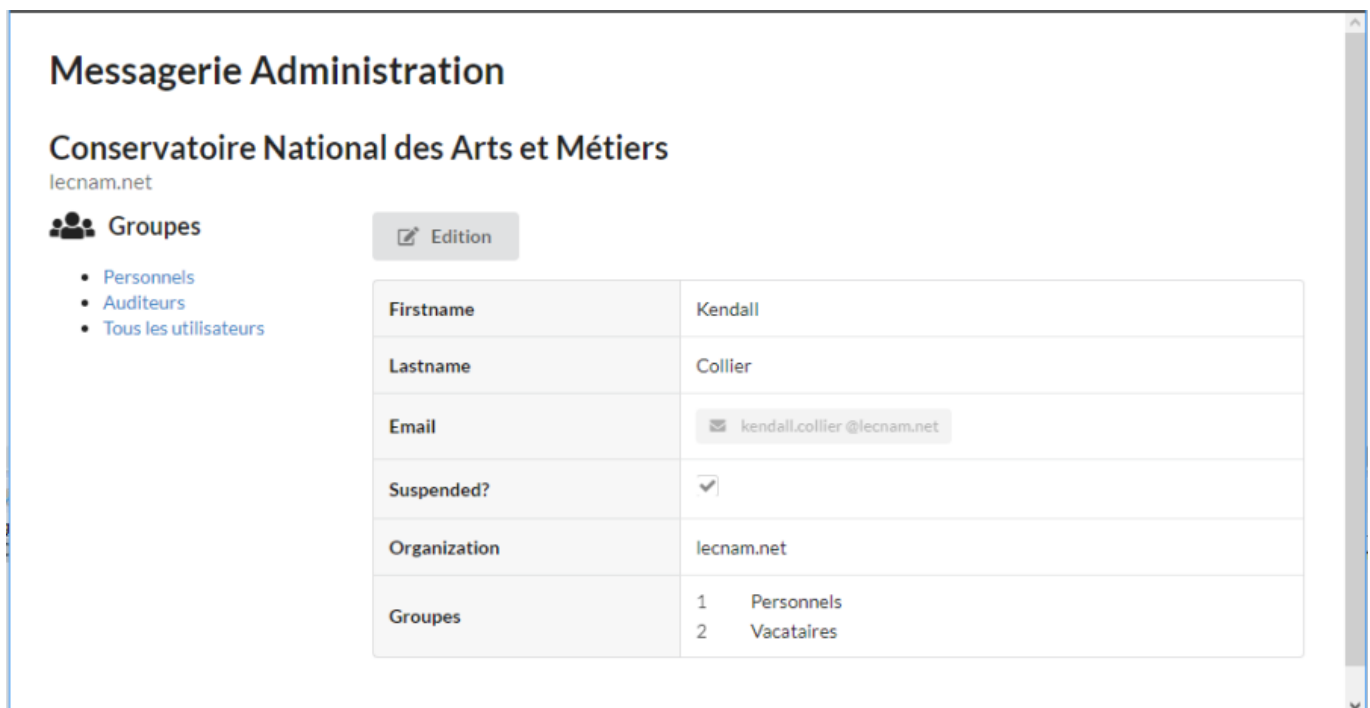 Messagerie Administration
Conservatoire National des Arts et Métiers
lecnam.net
Groupes
Personnels
Auditeurs
Tous les utilisateurs
Edition
Firstname Kendall
Lastname Collier
Email kendall.collier @lecnam.net
Suspended?
Organization lecnam.net
Groupes
1 Personnels
2 Vacataires